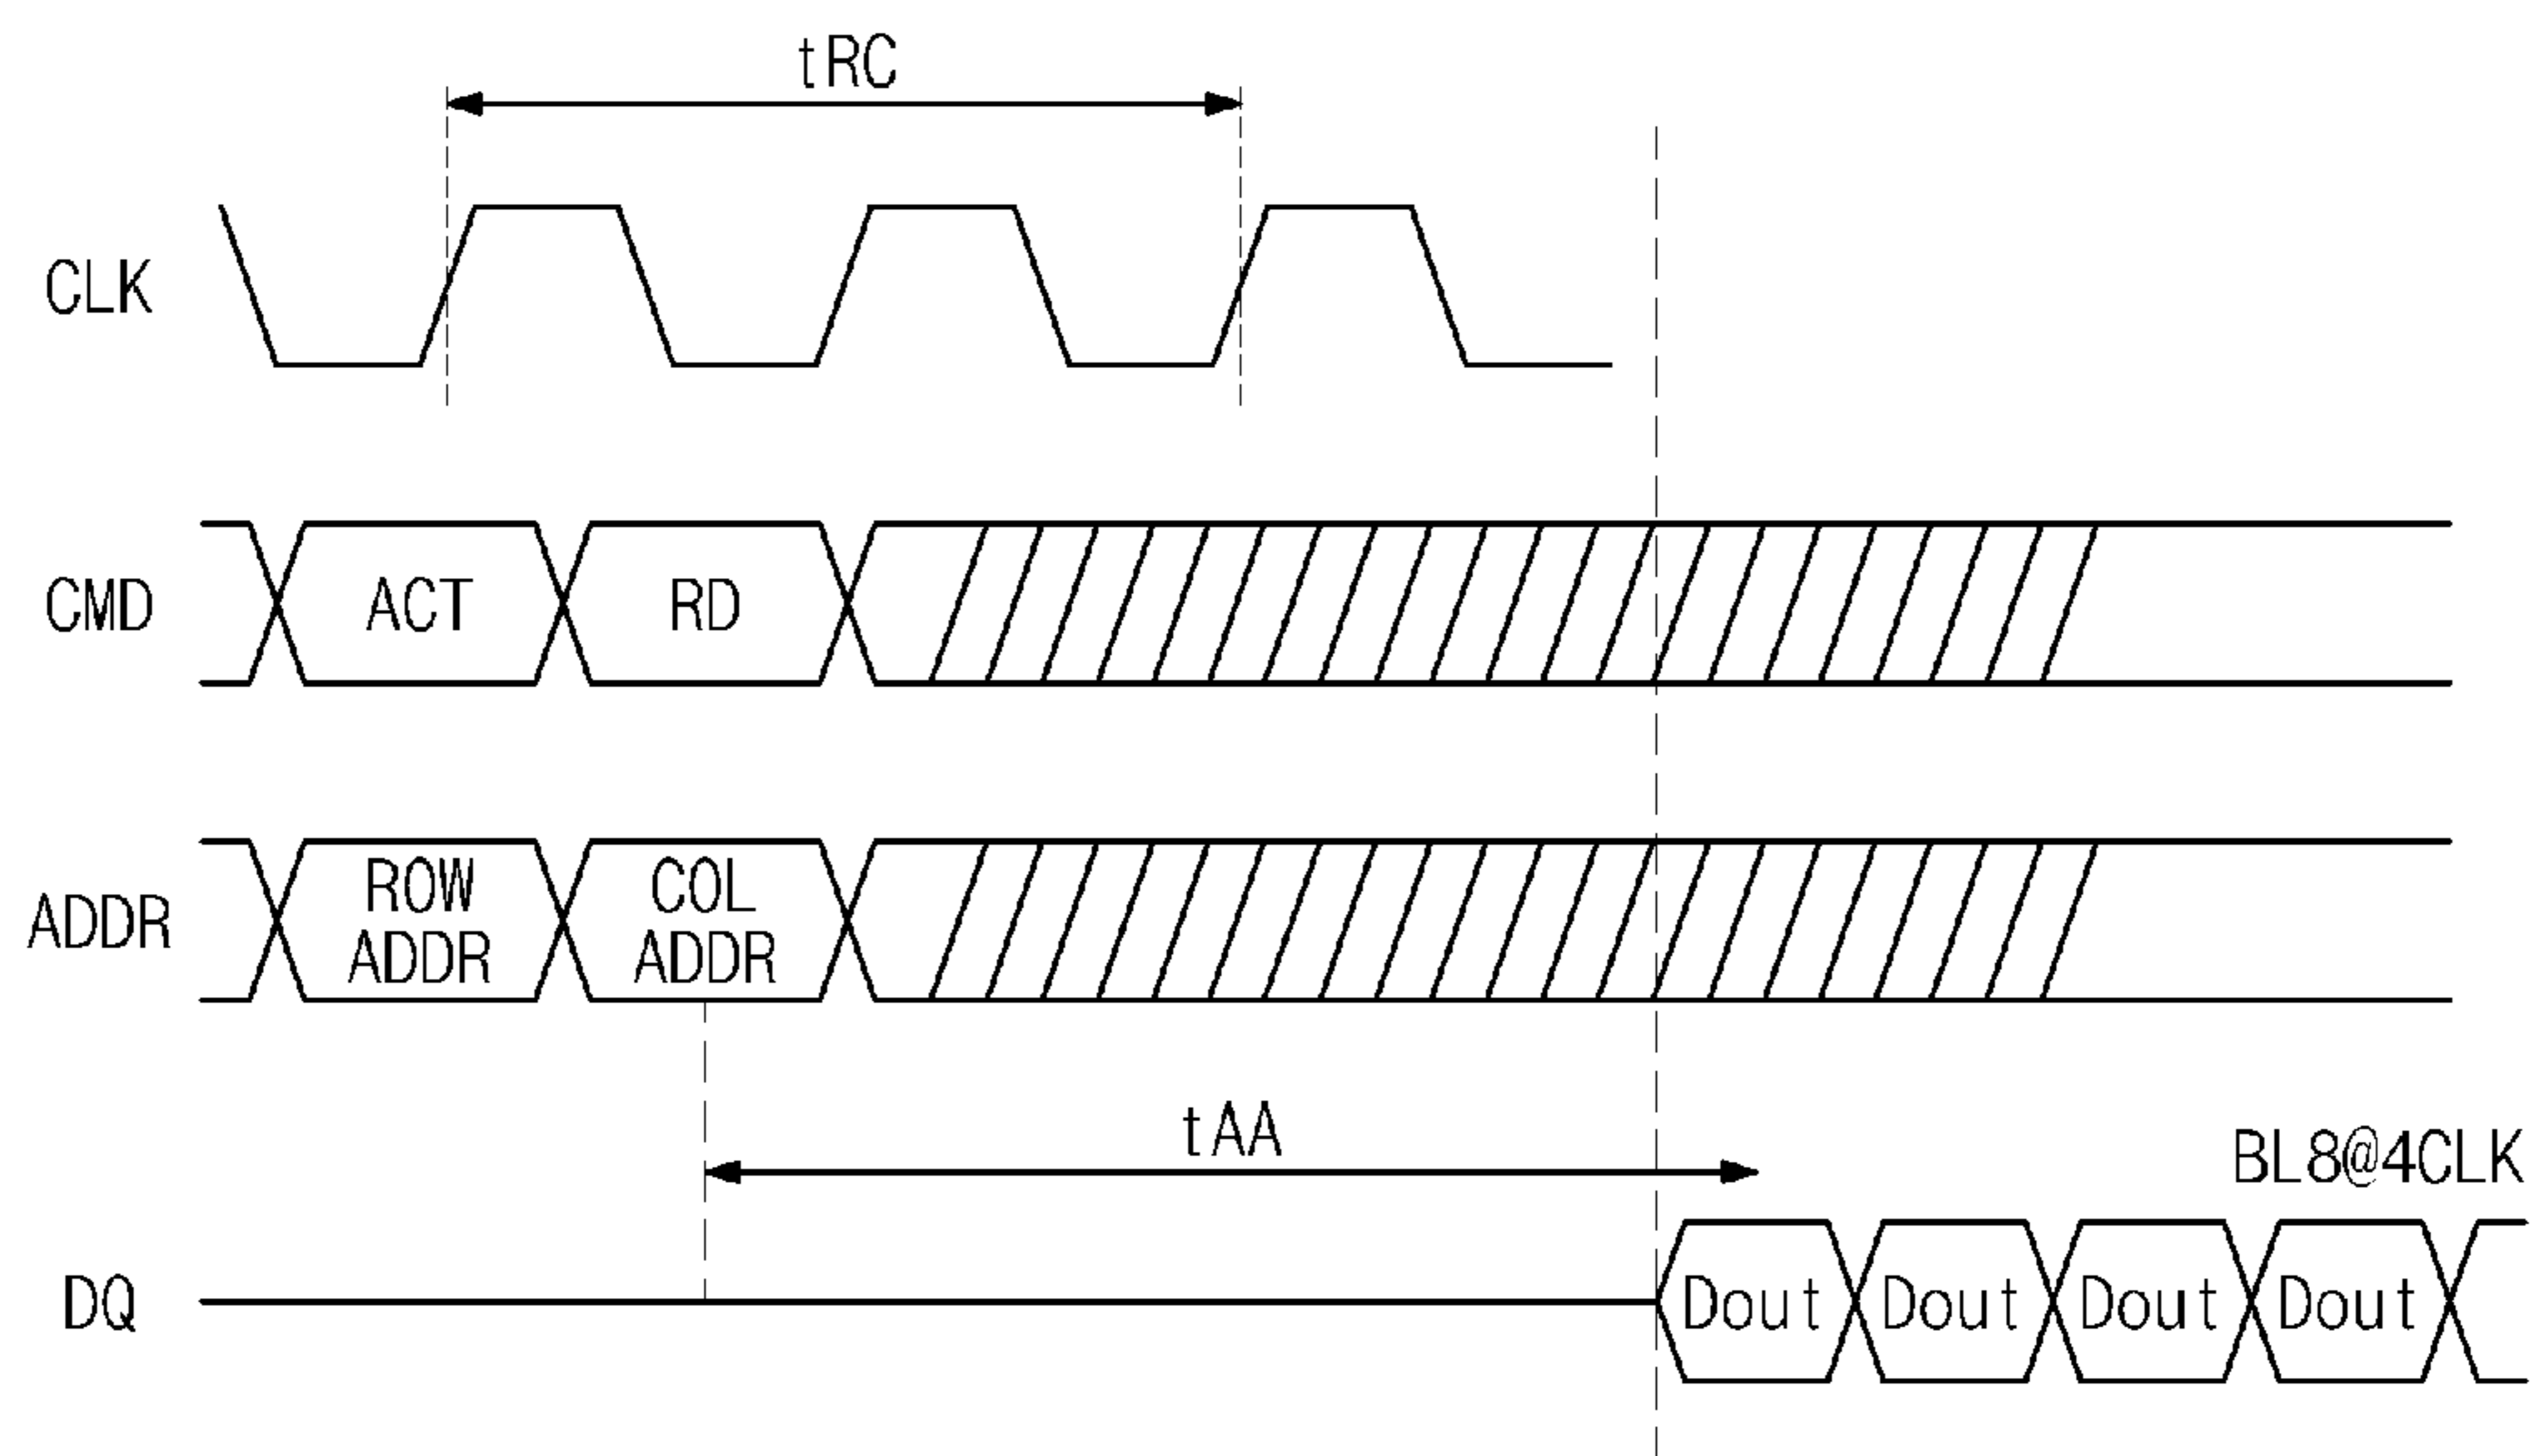 tRC
CLK
CMD
ACT
RD
ADDR
ROW
ADDR
COL
ADDR
tAA
BL8@4CLK
DQ
Dout
Dout
Dout
Dout